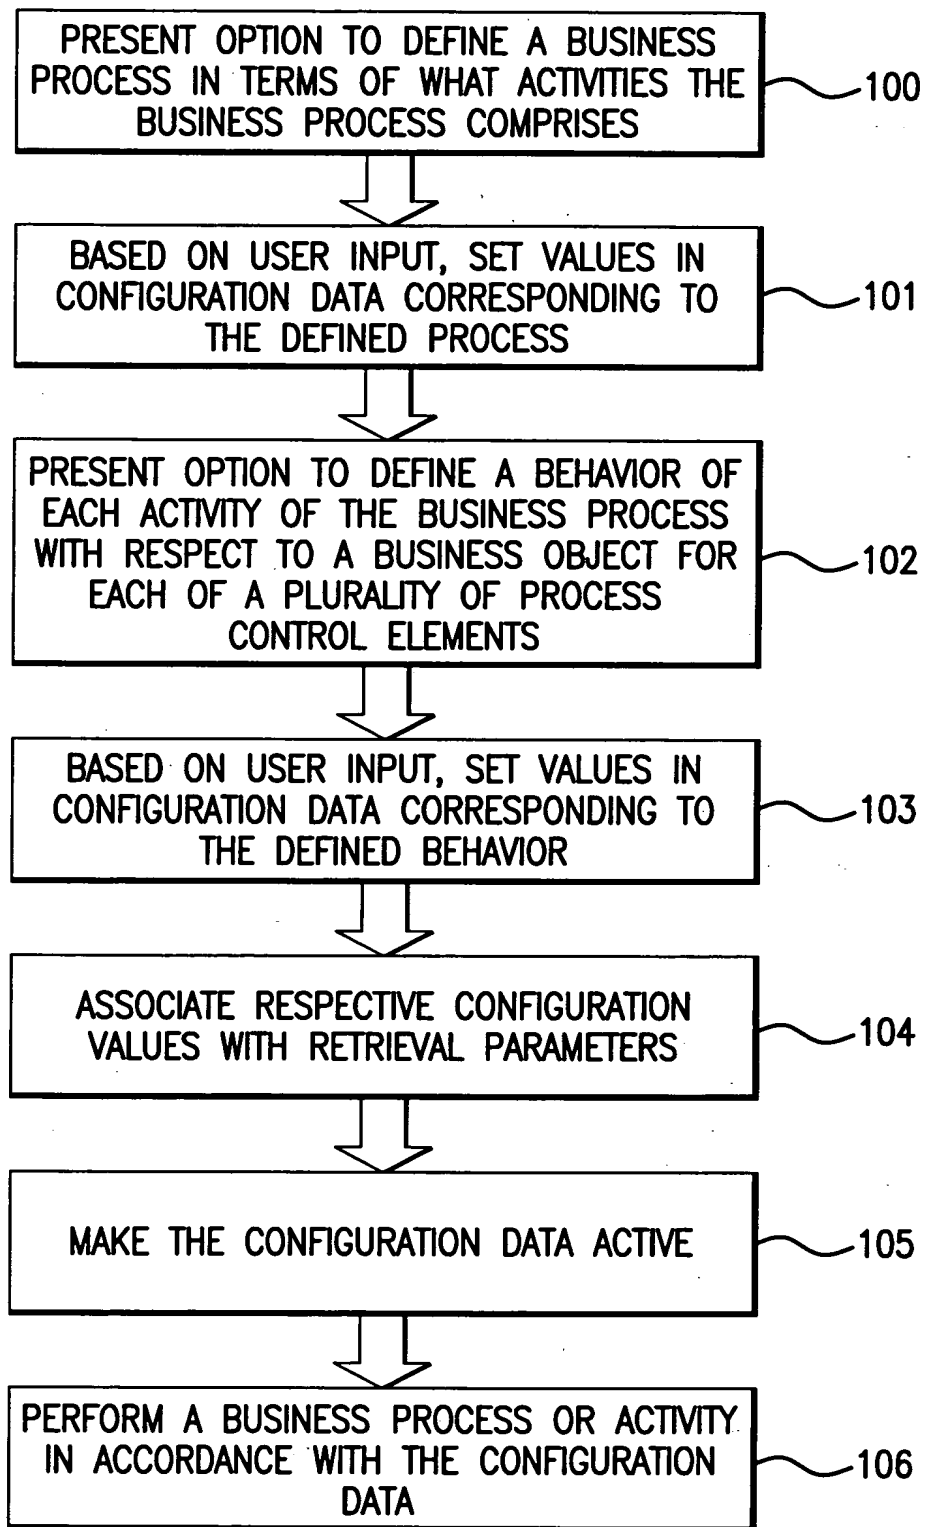 PRESENT OPTION TO DEFINE A BUSINESS
PROCESS IN TERMS OF WHAT ACTIVITIES THE
BUSINESS PROCESS COMPRISES
100
BASED ON USER INPUT, SET VALUES IN
CONFIGURATION DATA CORRESPONDING TO
THE DEFINED PROCESS
101
PRESENT OPTION TO DEFINE A BEHAVIOR OF
EACH ACTIVITY OF THE BUSINESS PROCESS
WITH RESPECT TO A BUSINESS OBJECT FOR
EACH OF A PLURALITY OF PROCESS
CONTROL ELEMENTS
102
BASED ON USER INPUT, SET VALUES IN
CONFIGURATION DATA CORRESPONDING TO
THE DEFINED BEHAVIOR
103
ASSOCIATE RESPECTIVE CONFIGURATION
VALUES WITH RETRIEVAL PARAMETERS
104
MAKE THE CONFIGURATION DATA ACTIVE
105
PERFORM A BUSINESS PROCESS OR ACTIVITY
IN ACCORDANCE WITH THE CONFIGURATION
DATA
106